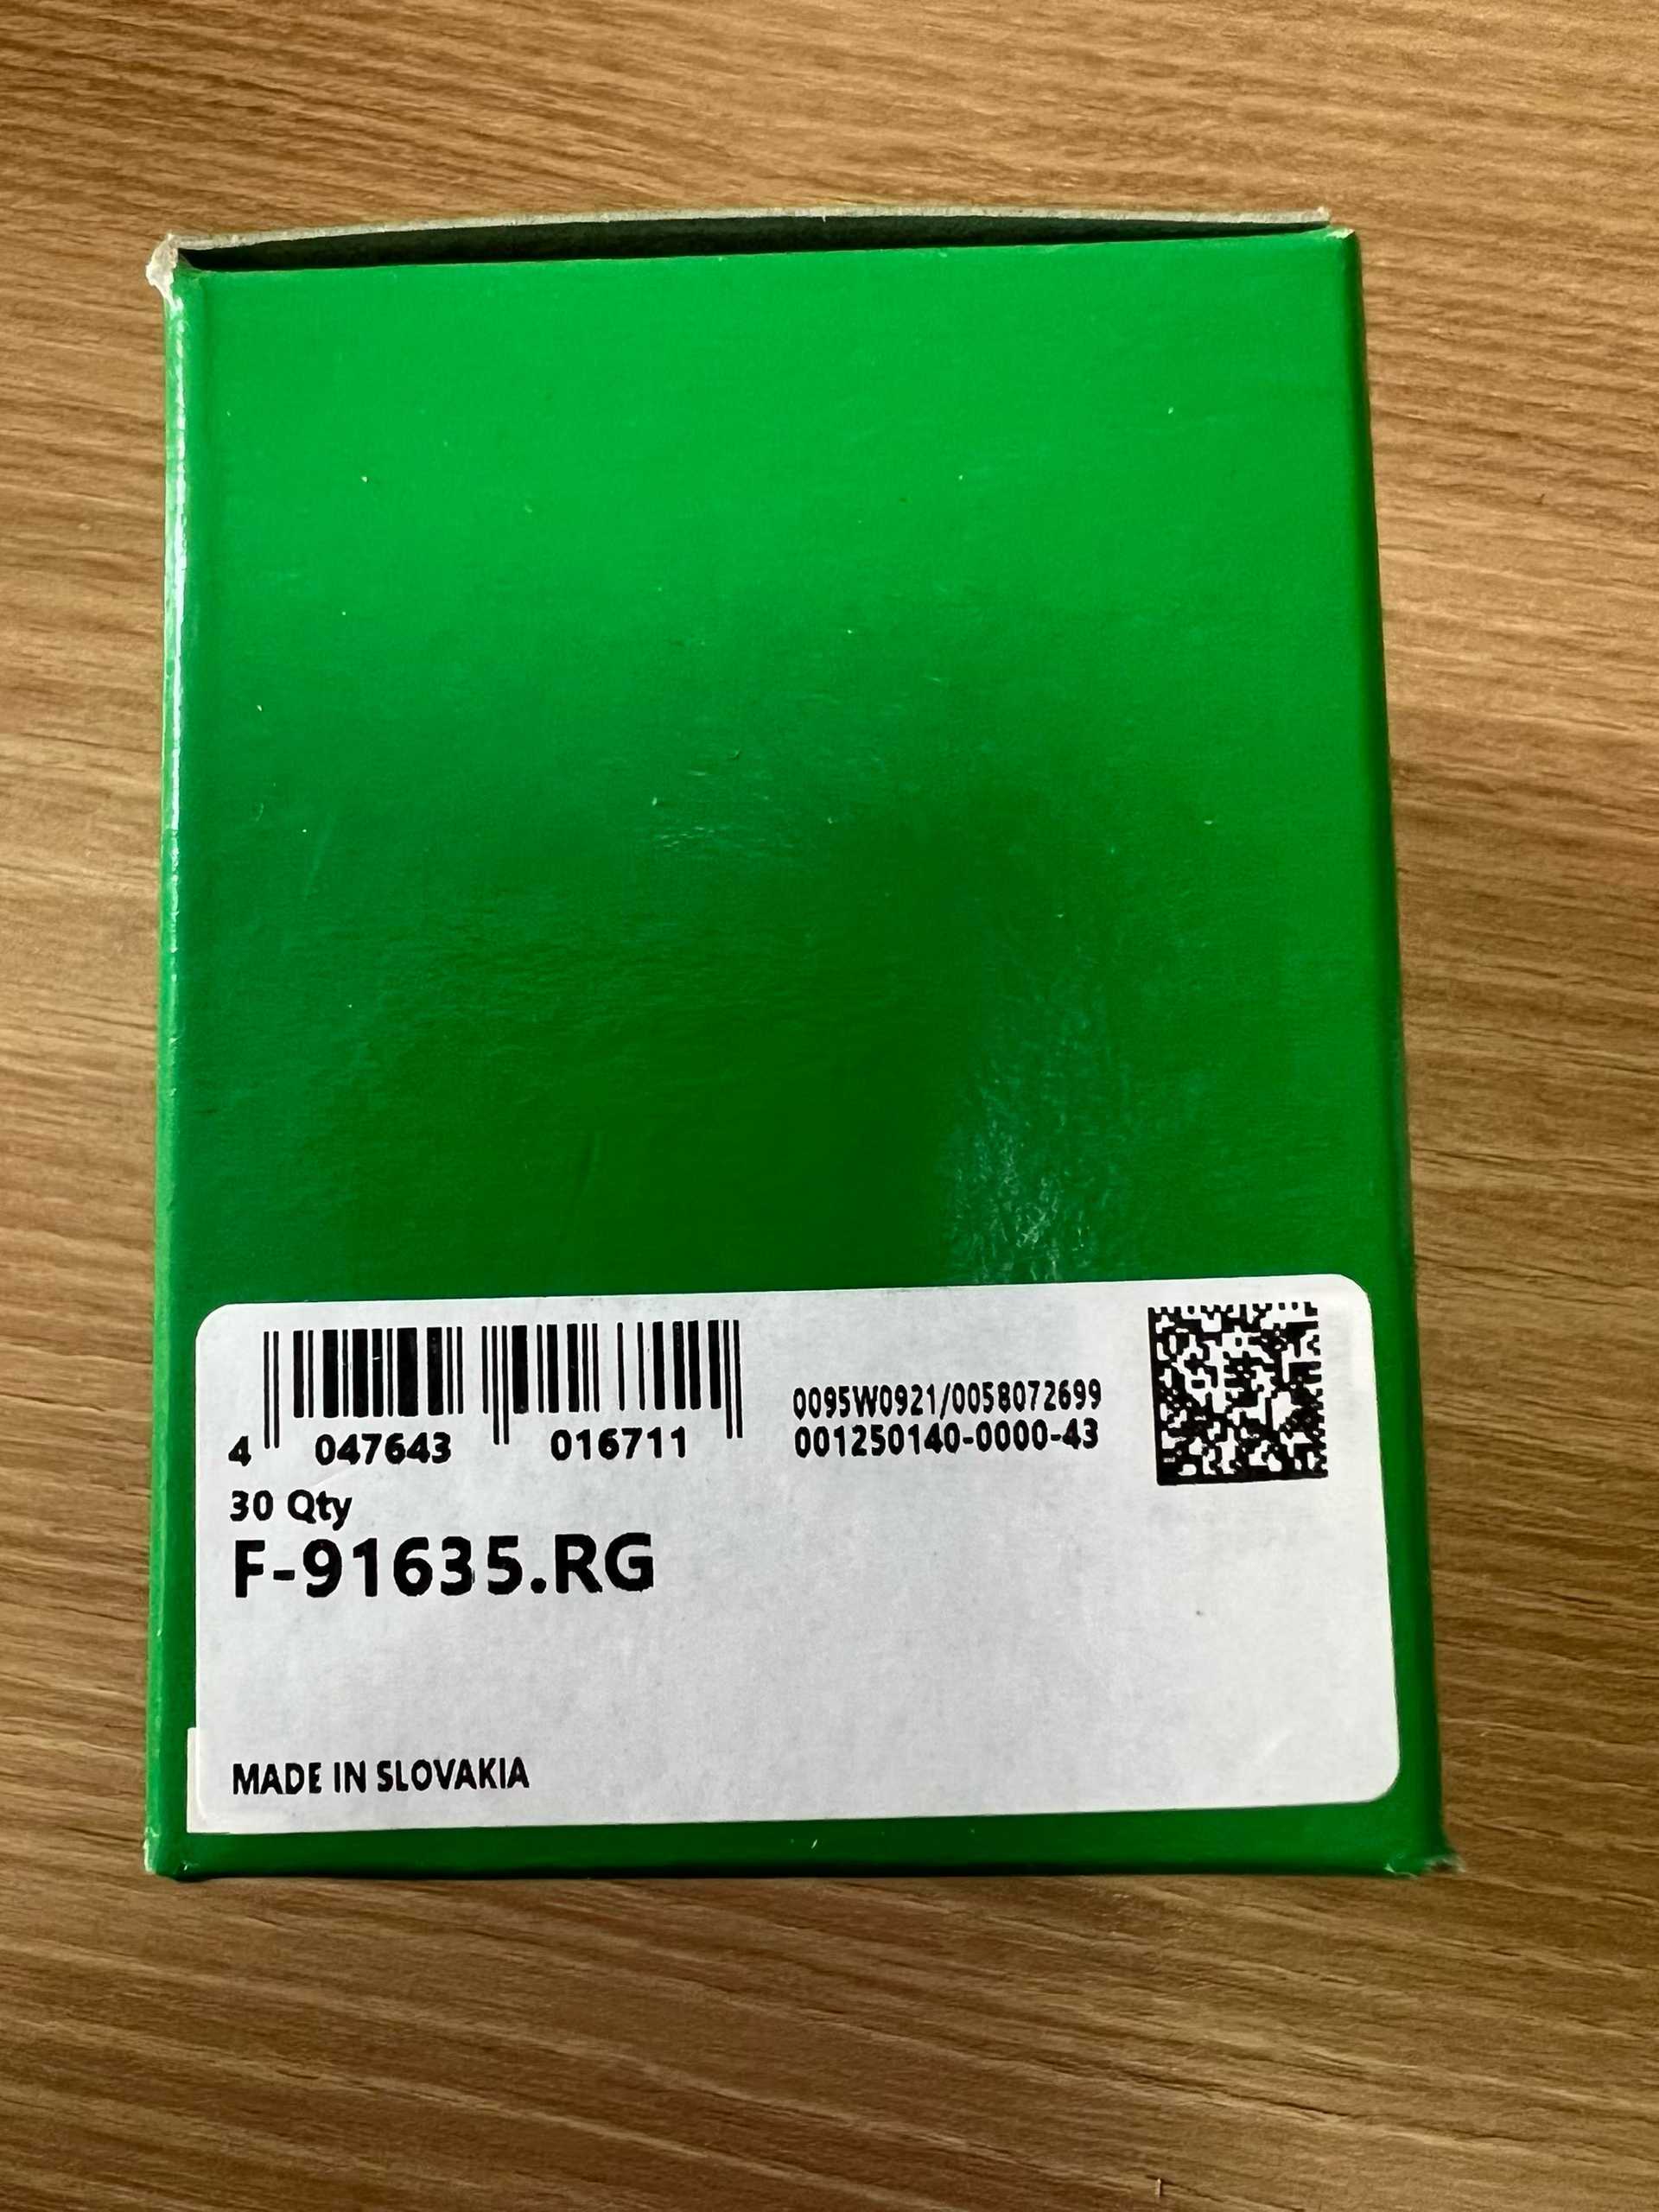 4 047643 016711
0095W0921/0058072699
001250140-0000-43
30 Qty
F-91635.RG
MADE IN SLOVAKIA